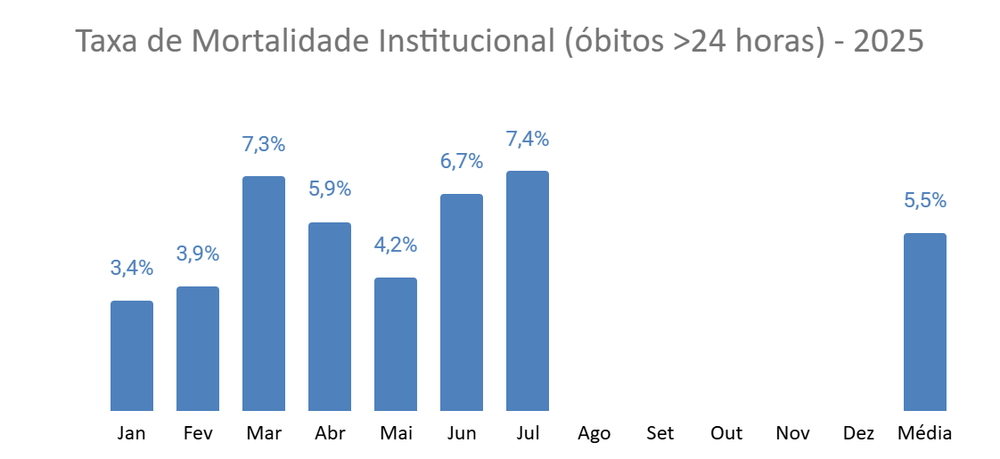 Taxa de Mortalidade Institucional (óbitos >24 horas) - 2025
3,4% 3,9% 7,3% 5,9% 4,2% 6,7% 7,4% 5,5%
Jan Fev Mar Abr Mai Jun Jul Ago Set Out Nov Dez Média